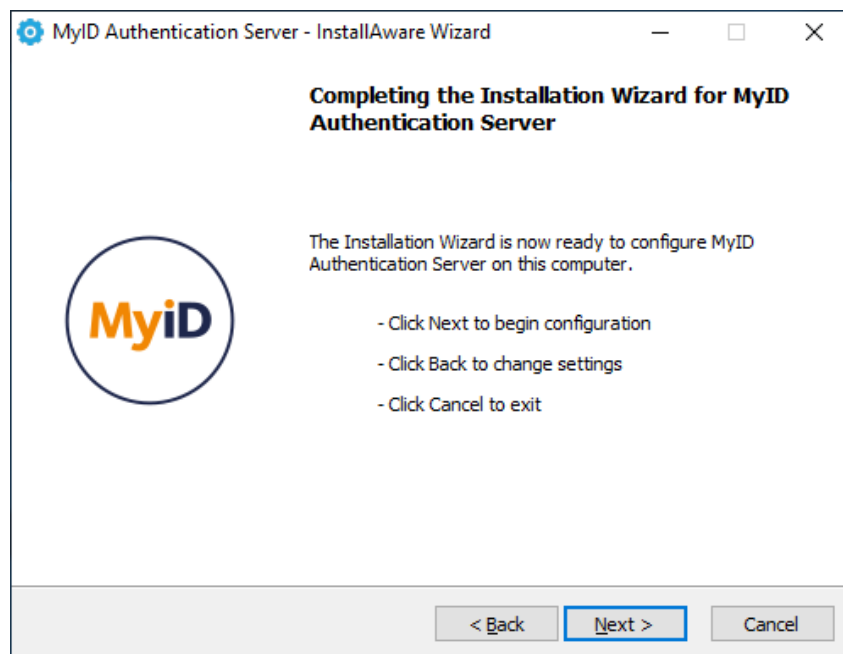 MyID Authentication Server - InstallAware Wizard
Completing the Installation Wizard for MyID
Authentication Server
The Installation Wizard is now ready to configure MyID
Authentication Server on this computer.
MyiD
- Click Next to begin configuration
- Click Back to change settings
- Click Cancel to exit
< Back
Next >
Cancel